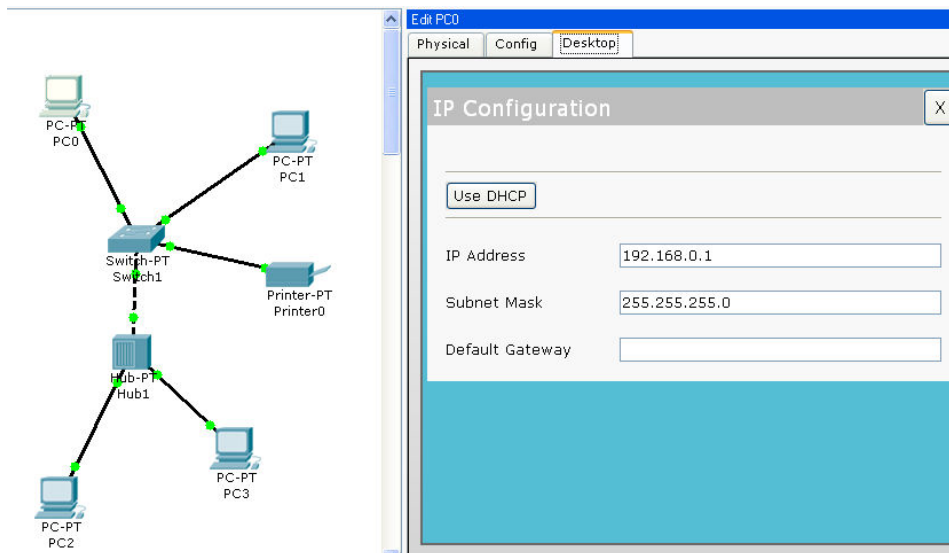 PC-PT
PC0
PC-PT
PC1
Switch-PT
Switch1
Printer-PT
Printer0
Hub-PT
Hub1
PC-PT
PC3
PC-PT
PC2
Edit PC0
Physical Config Desktop
IP Configuration X
Use DHCP
IP Address 192.168.0.1
Subnet Mask 255.255.255.0
Default Gateway